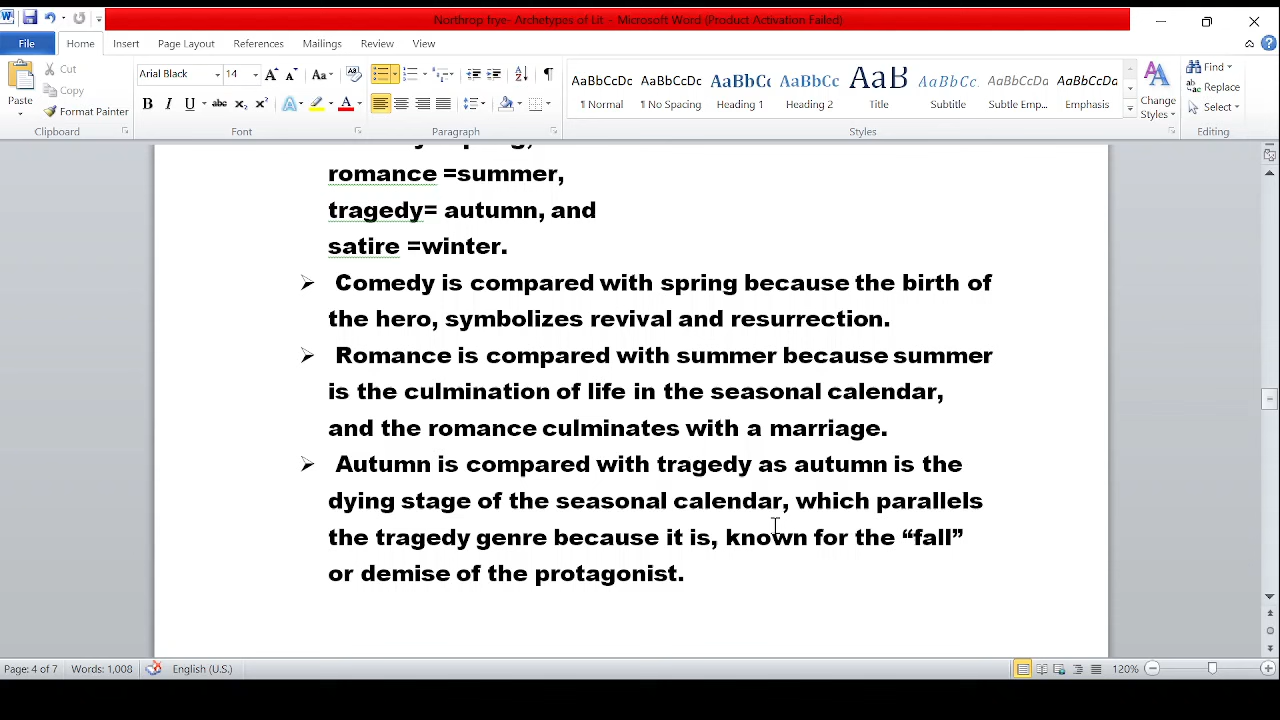 Northrop frye- Archetypes of Lit - Microsoft Word (Product Activation Failed)
File Home Insert Page Layout References Mailings Review View
Paste Cut Copy Format Painter
Arial Black 14
AaBbCcDc AaBbCcDc AaBbCc AaBbCc AaB AaBbCc. AaBbCcDc AaBbCcDc
¶ Normal ¶ No Spacing Heading 1 Heading 2 Title Subtitle Subtle Em... Emphasis
Change Styles
Find Replace Select
Clipboard Font Paragraph Styles Editing
romance =summer,
tragedy= autumn, and
satire =winter.
Comedy is compared with spring because the birth of
the hero, symbolizes revival and resurrection.
Romance is compared with summer because summer
is the culmination of life in the seasonal calendar,
and the romance culminates with a marriage.
Autumn is compared with tragedy as autumn is the
dying stage of the seasonal calendar, which parallels
the tragedy genre because it is, known for the “fall”
or demise of the protagonist.
Page: 4 of 7 Words: 1,008 English (U.S.) 120%